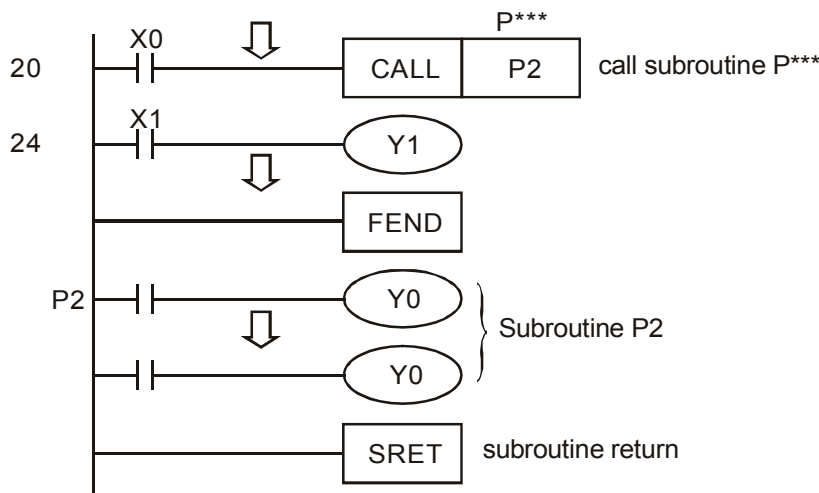 P***
X0
20 CALL P2 call subroutine P***
X1
24 Y1
FEND
P2 Y0
Subroutine P2
Y0
SRET subroutine return